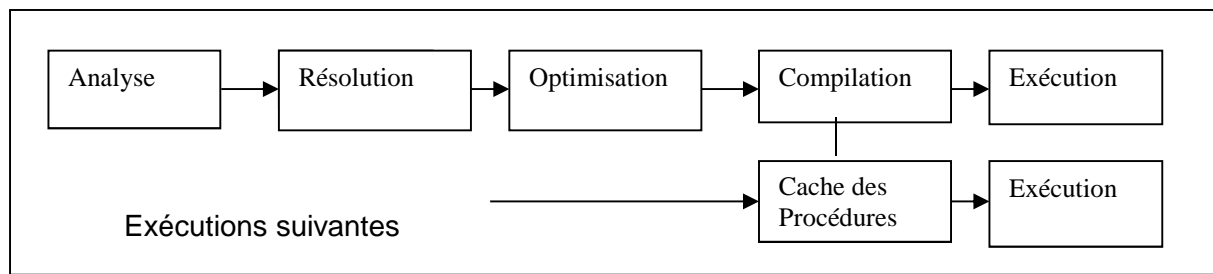 Analyse
Résolution
Optimisation
Compilation
Exécution
Cache des
Procédures
Exécution
Exécutions suivantes